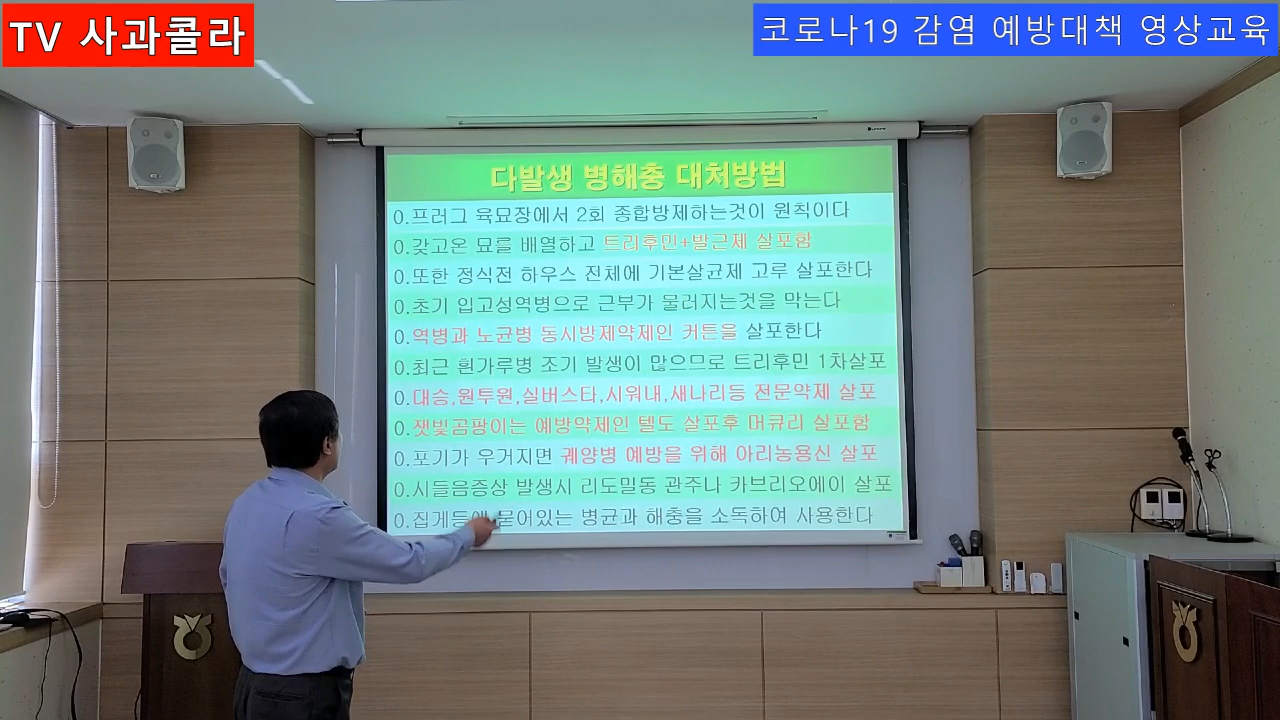 TV 사과콜라
코로나19 감염 예방대책 영상교육
다발생 병해충 대처방법
0.프러그 육묘장에서 2회 종합방제하는것이 원칙이다
0.갖고온 묘를 배열하고 트리후민+발근제 살포함
0.또한 정식전 하우스 전체에 기본살균제 고루 살포한다
0.초기 입고성역병으로 근부가 물러지는것을 막는다
0.역병과 노균병 동시방제약제인 커튼을 살포한다
0.최근 흰가루병 조기 발생이 많으므로 트리후민 1차살포
0.대승,원투원,실버스타,시워내,새나리등 전문약제 살포
0.잿빛곰팡이는 예방약제인 텔도 살포후 머큐리 살포함
0.포기가 우거지면 궤양병 예방을 위해 아리농용신 살포
0.시들음증상 발생시 리도밀동 관주나 카브리오에이 살포
0.집게등에 묻어있는 병균과 해충을 소독하여 사용한다